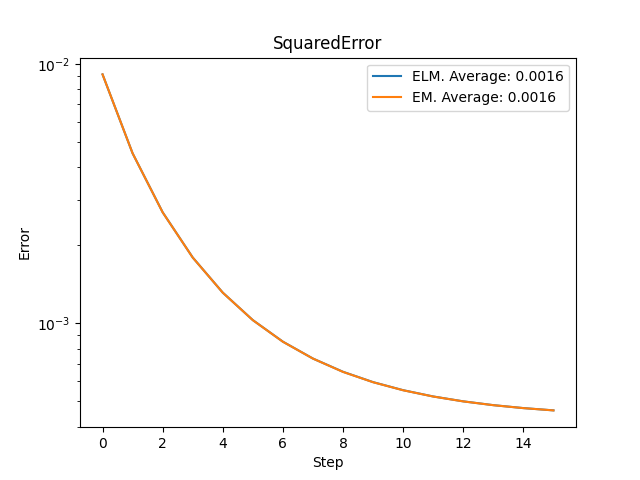 SquaredError
10⁻²
10⁻³
Error
ELM. Average: 0.0016
EM. Average: 0.0016
0 2 4 6 8 10 12 14
Step